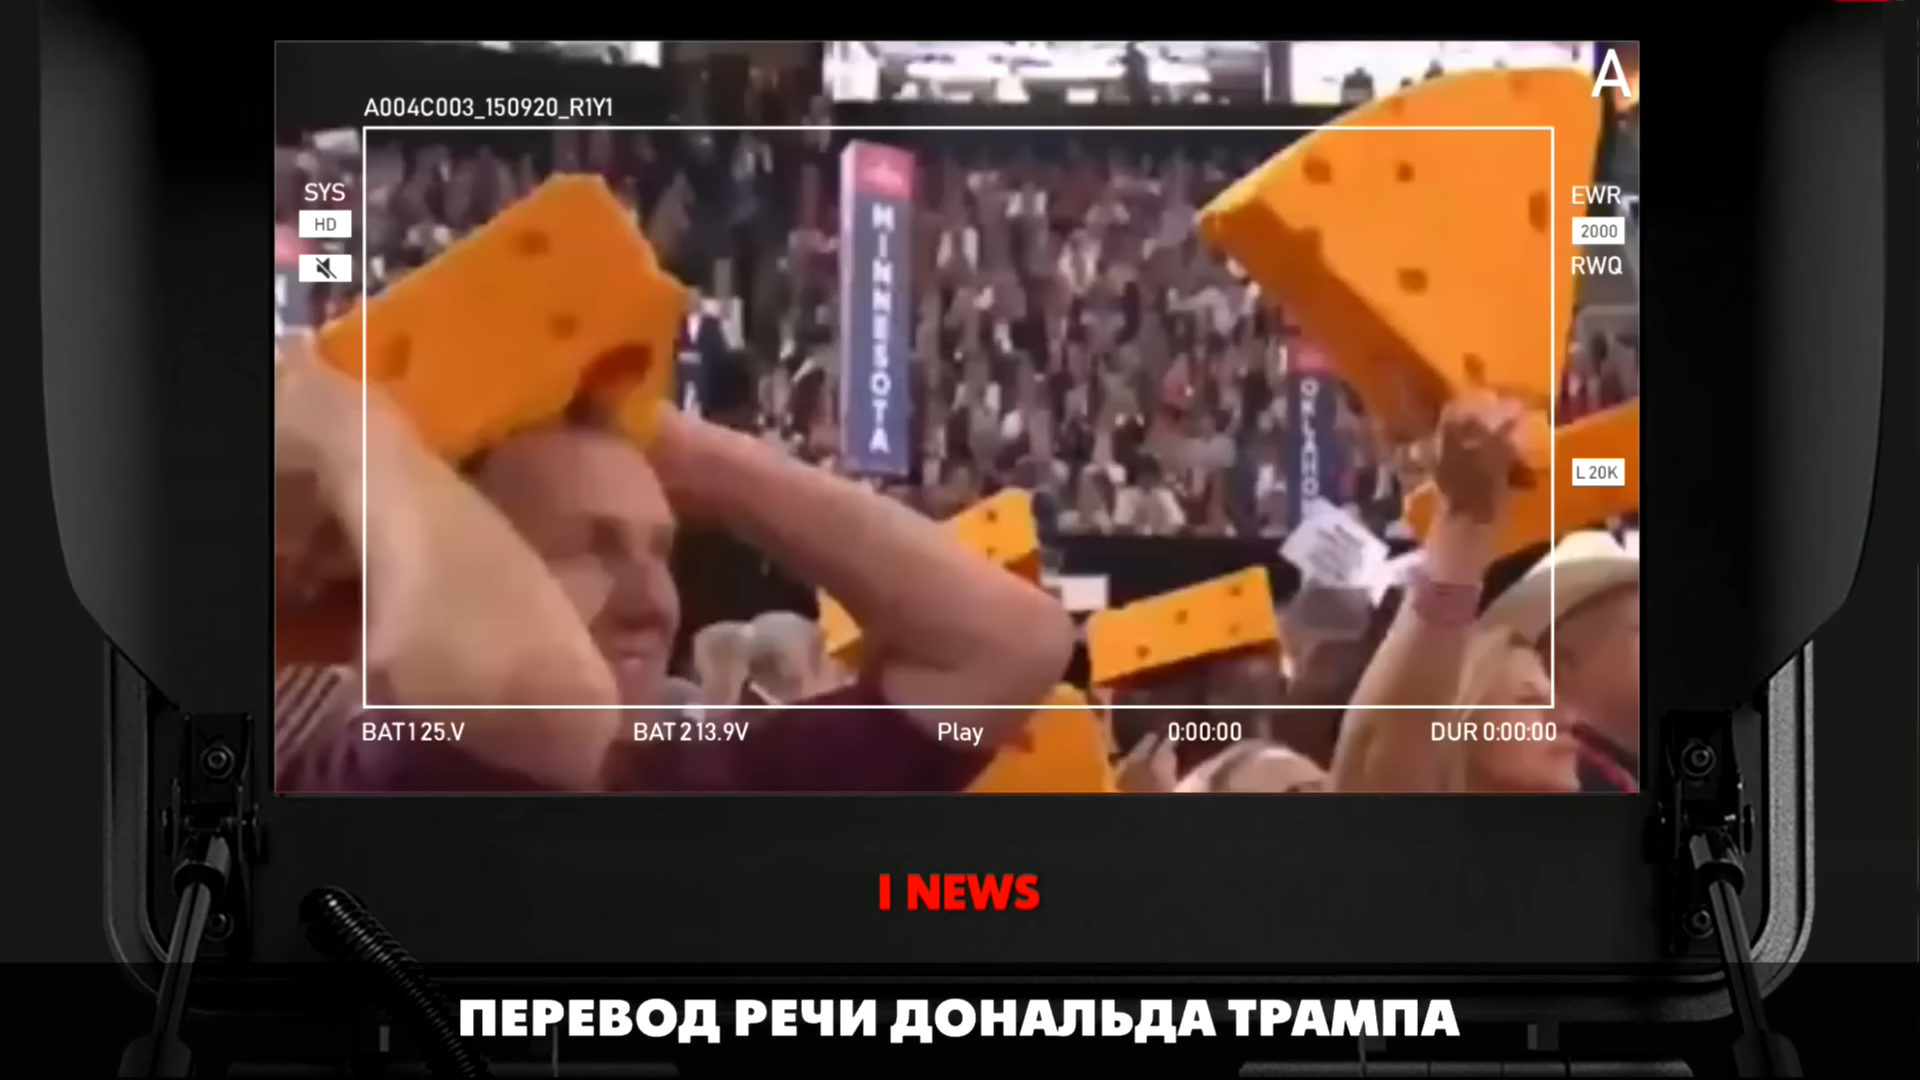 A
A004C003_150920_R1Y1
SYS
HD
EWR
2000
RWQ
MINNESOTA
L 20K
BAT1 25.V
BAT2 13.9V
Play
0:00:00
DUR 0:00:00
I NEWS
ПЕРЕВОД РЕЧИ ДОНАЛЬДА ТРАМПА